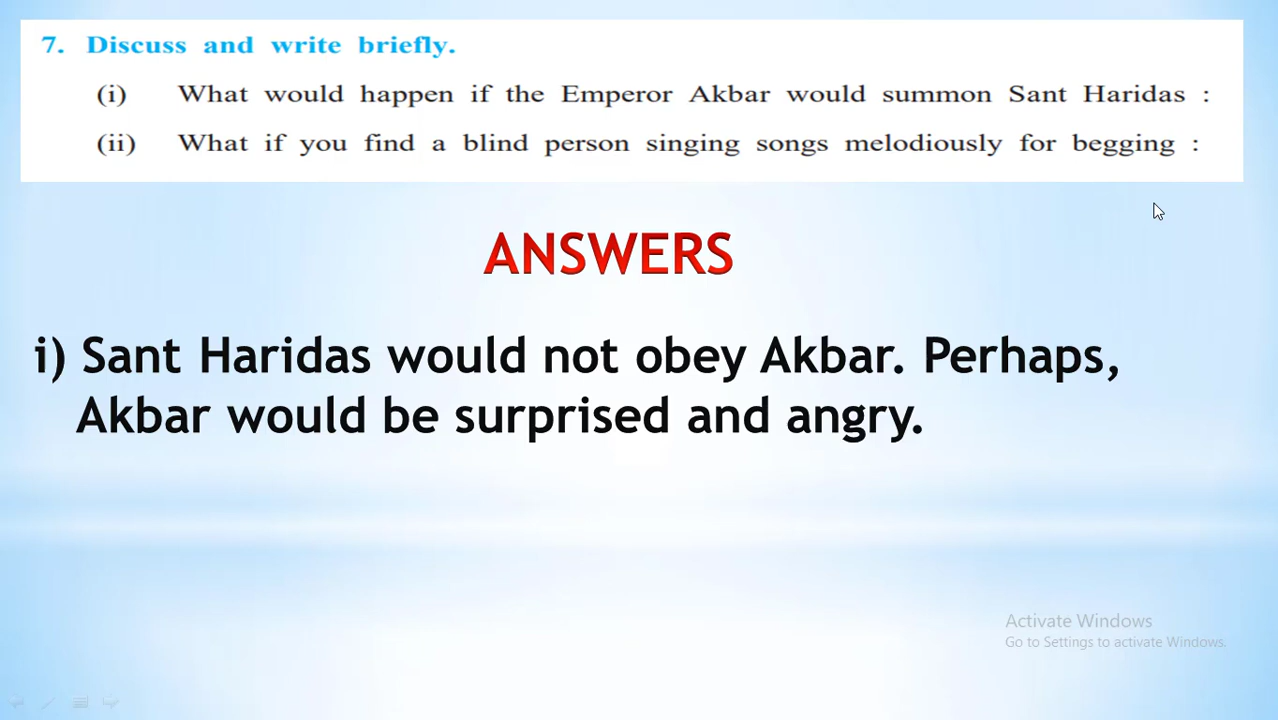 7. Discuss and write briefly.
(i) What would happen if the Emperor Akbar would summon Sant Haridas :
(ii) What if you find a blind person singing songs melodiously for begging :
ANSWERS
i) Sant Haridas would not obey Akbar. Perhaps,
Akbar would be surprised and angry.
Activate Windows
Go to Settings to activate Windows.